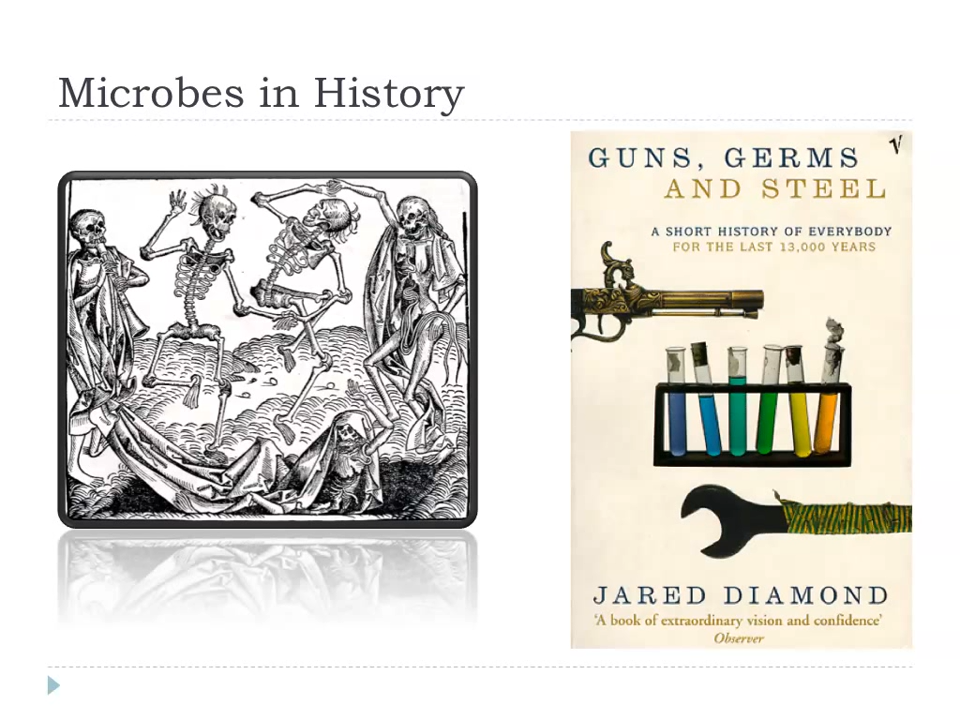 Microbes in History
GUNS, GERMS
AND STEEL
A SHORT HISTORY OF EVERYBODY
FOR THE LAST 13,000 YEARS
JARED DIAMOND
'A book of extraordinary vision and confidence'
Observer